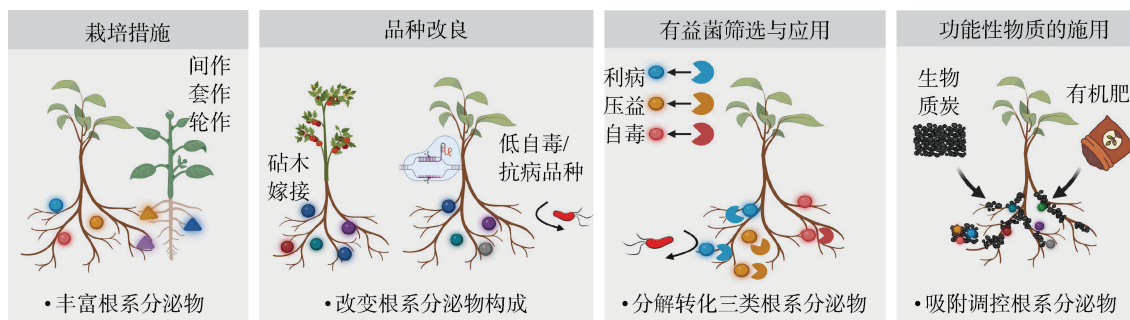 栽培措施
间作
套作
轮作
•丰富根系分泌物
品种改良
砧木
嫁接
低自毒/
抗病品种
•改变根系分泌物构成
有益菌筛选与应用
利病
压益
自毒
•分解转化三类根系分泌物
功能性物质的施用
生物
质炭
有机肥
•吸附调控根系分泌物